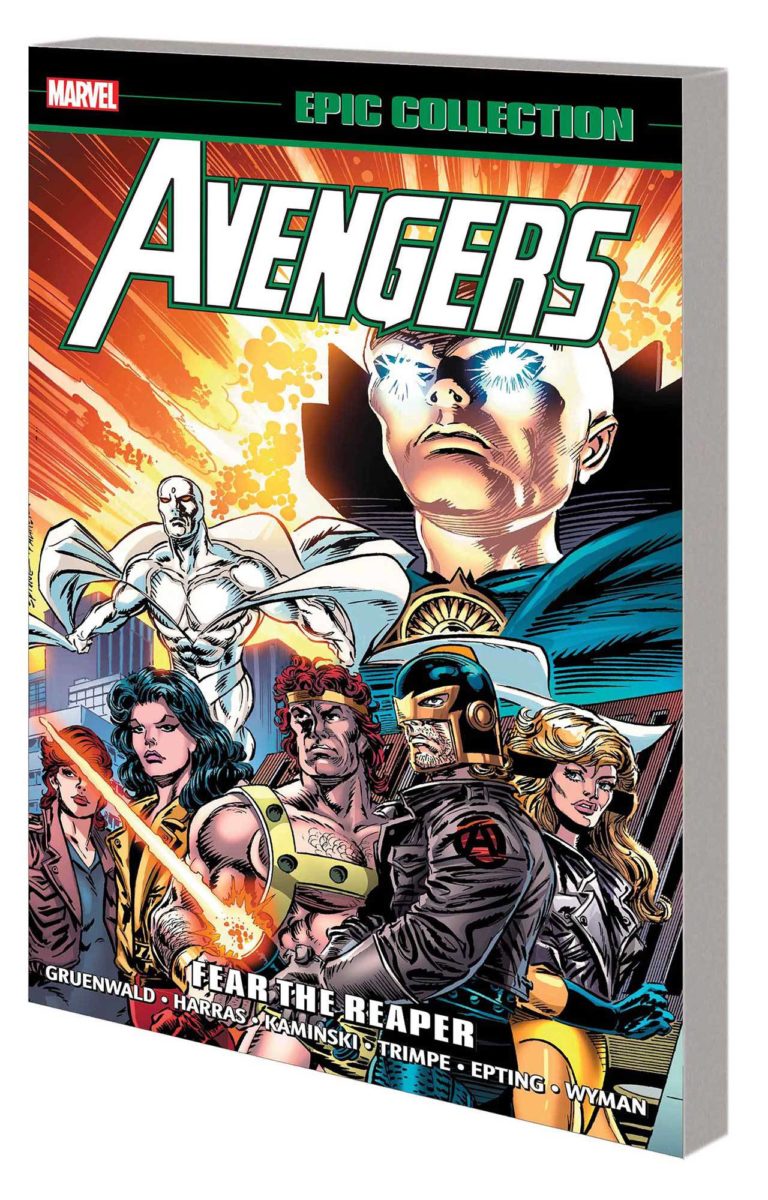 MARVEL
EPIC COLLECTION
AVENGERS
A
FEAR THE REAPER
GRUENWALD • HARRAS • KAMINSKI • TRIMPE • EPTING • WYMAN